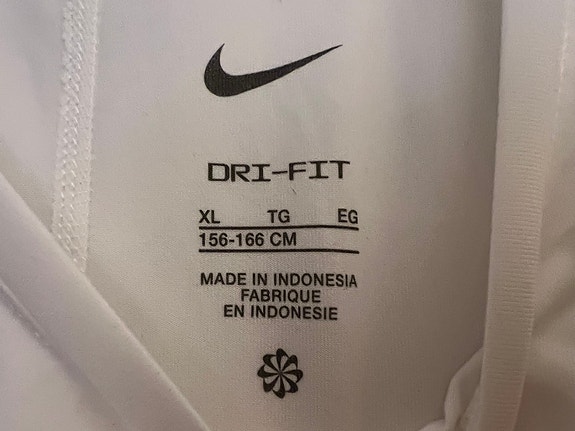 DRI-FIT
XL TG EG
156-166 CM
MADE IN INDONESIA
FABRIQUE
EN INDONESIE